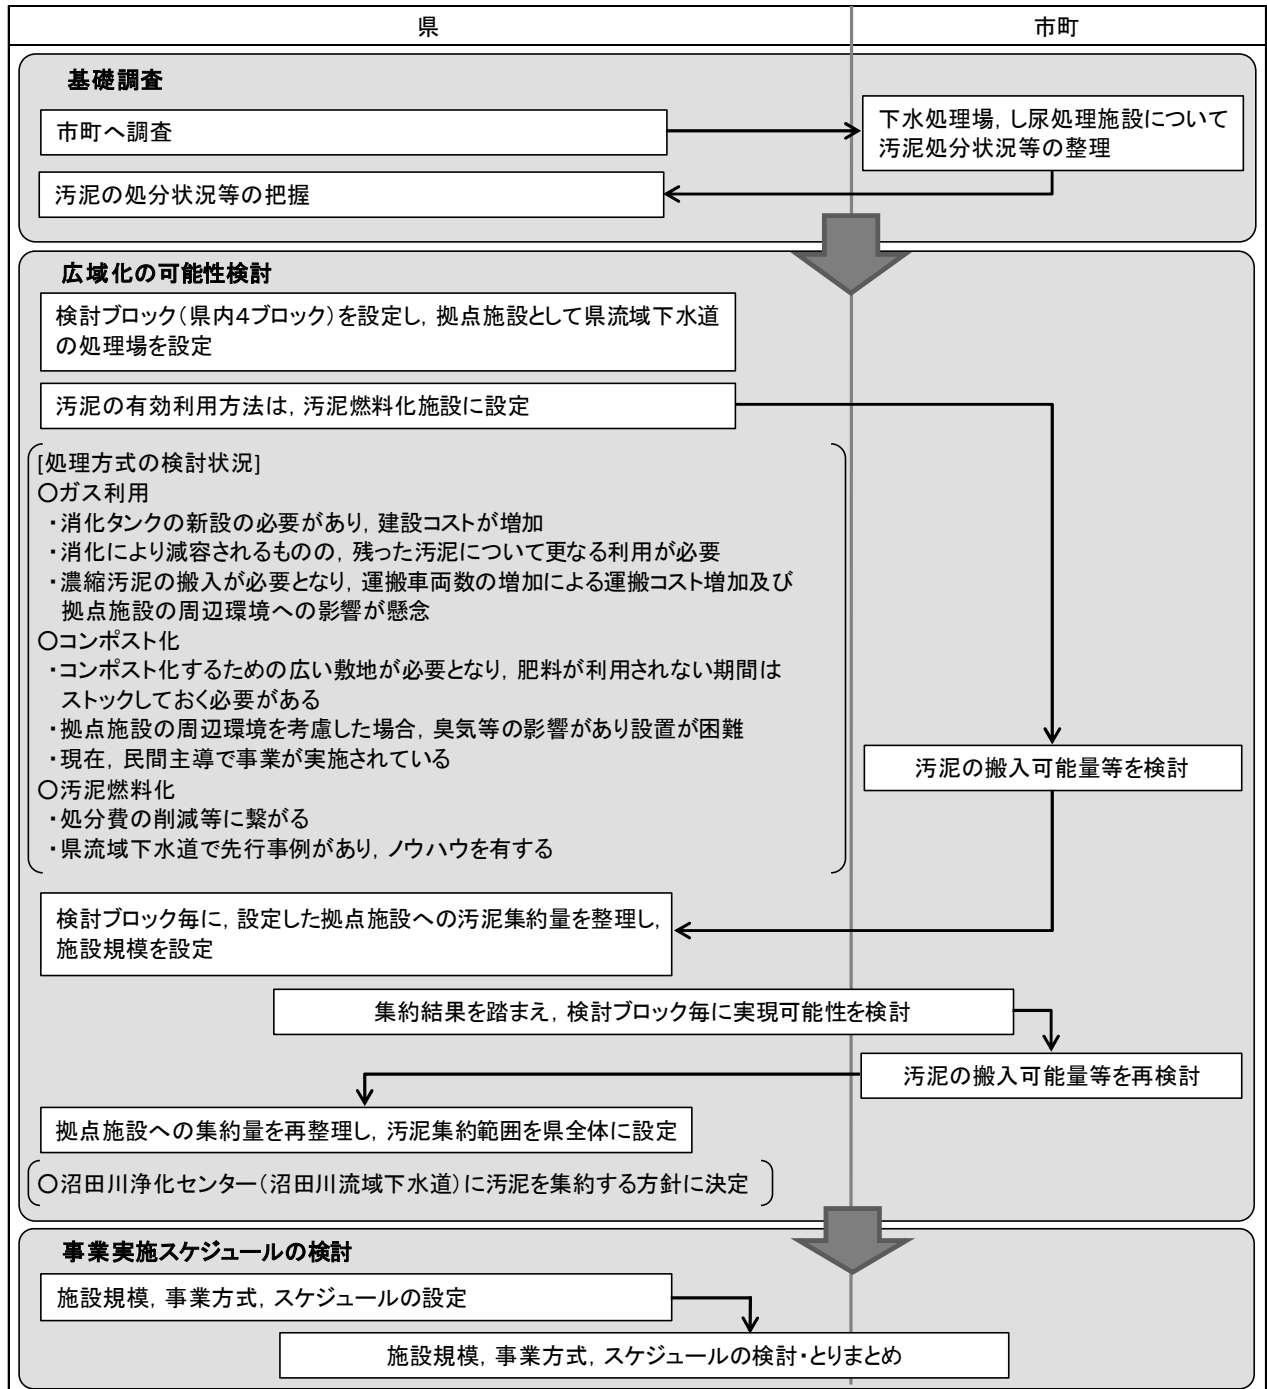 県
市町
基礎調査
市町へ調査
下水処理場，し尿処理施設について
汚泥処分状況等の整理
汚泥の処分状況等の把握
広域化の可能性検討
検討ブロック（県内４ブロック）を設定し，拠点施設として県流域下水道
の処理場を設定
汚泥の有効利用方法は，汚泥燃料化施設に設定
[処理方式の検討状況]
○ガス利用
・消化タンクの新設の必要があり，建設コストが増加
・消化により減容されるものの，残った汚泥について更なる利用が必要
・濃縮汚泥の搬入が必要となり，運搬車両数の増加による運搬コスト増加及び
拠点施設の周辺環境への影響が懸念
○コンポスト化
・コンポスト化するための広い敷地が必要となり，肥料が利用されない期間は
ストックしておく必要がある
・拠点施設の周辺環境を考慮した場合，臭気等の影響があり設置が困難
・現在，民間主導で事業が実施されている
○汚泥燃料化
・処分費の削減等に繋がる
・県流域下水道で先行事例があり，ノウハウを有する
汚泥の搬入可能量等を検討
検討ブロック毎に，設定した拠点施設への汚泥集約量を整理し，
施設規模を設定
集約結果を踏まえ，検討ブロック毎に実現可能性を検討
汚泥の搬入可能量等を再検討
拠点施設への集約量を再整理し，汚泥集約範囲を県全体に設定
○沼田川浄化センター（沼田川流域下水道）に汚泥を集約する方針に決定
事業実施スケジュールの検討
施設規模，事業方式，スケジュールの設定
施設規模，事業方式，スケジュールの検討・とりまとめ